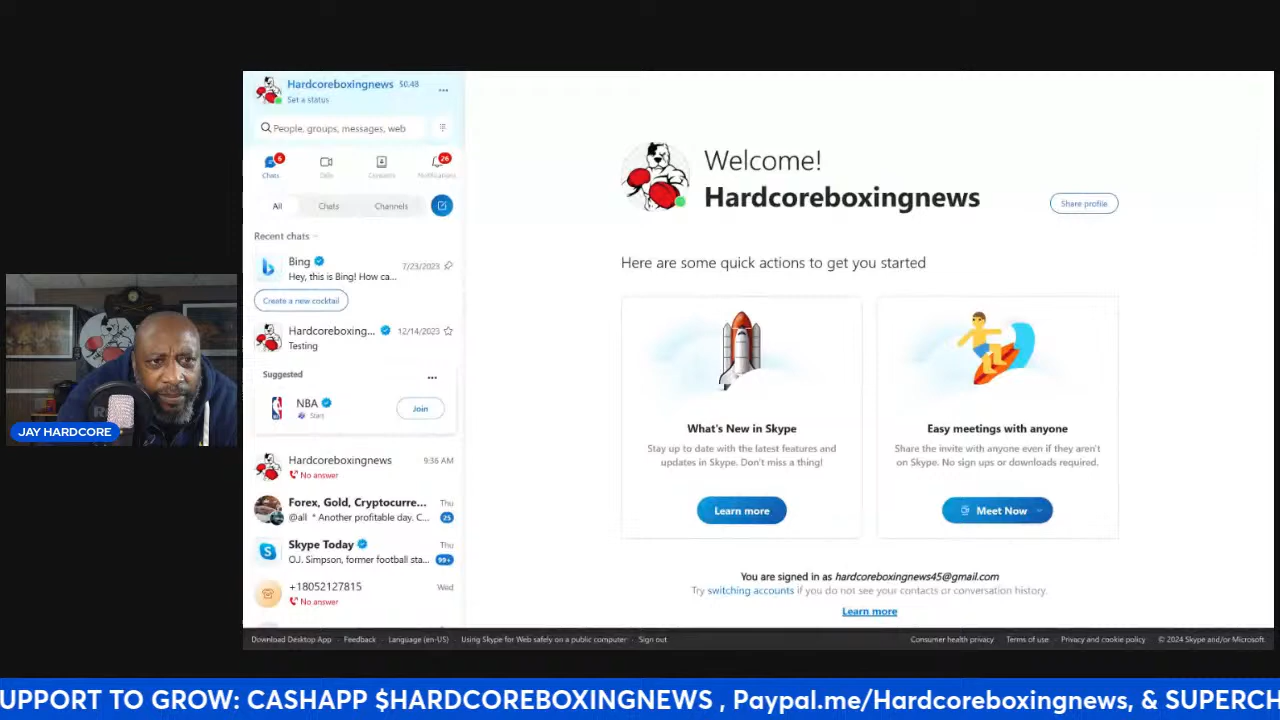 Hardcoreboxingnews $0.48
Set a status
People, groups, messages, web
6
26
Chats
Calls
Contacts
Notifications
All
Chats
Channels
Recent chats
Bing
7/23/2023
Hey, this is Bing! How ca...
Create a new cocktail
Hardcoreboxing...
12/14/2023
Testing
Suggested
NBA
Start
Join
Hardcoreboxingnews
9:36 AM
No answer
Forex, Gold, Cryptocurre...
Thu
@all * Another profitable day. C...
25
Skype Today
Thu
O.J. Simpson, former football sta...
99+
+18052127815
Wed
No answer
Welcome!
Hardcoreboxingnews
Share profile
Here are some quick actions to get you started
What's New in Skype
Stay up to date with the latest features and
updates in Skype. Don't miss a thing!
Learn more
Easy meetings with anyone
Share the invite with anyone even if they aren't
on Skype. No sign ups or downloads required.
Meet Now
You are signed in as hardcoreboxingnews45@gmail.com
Try switching accounts if you do not see your contacts or conversation history.
Learn more
Download Desktop App · Feedback · Language (en-US) · Using Skype for Web safely on a public computer · Sign out
Consumer health privacy · Terms of use · Privacy and cookie policy · © 2024 Skype and/or Microsoft.
JAY HARDCORE
UPPORT TO GROW: CASHAPP $HARDCOREBOXINGNEWS , Paypal.me/Hardcoreboxingnews, & SUPERCH